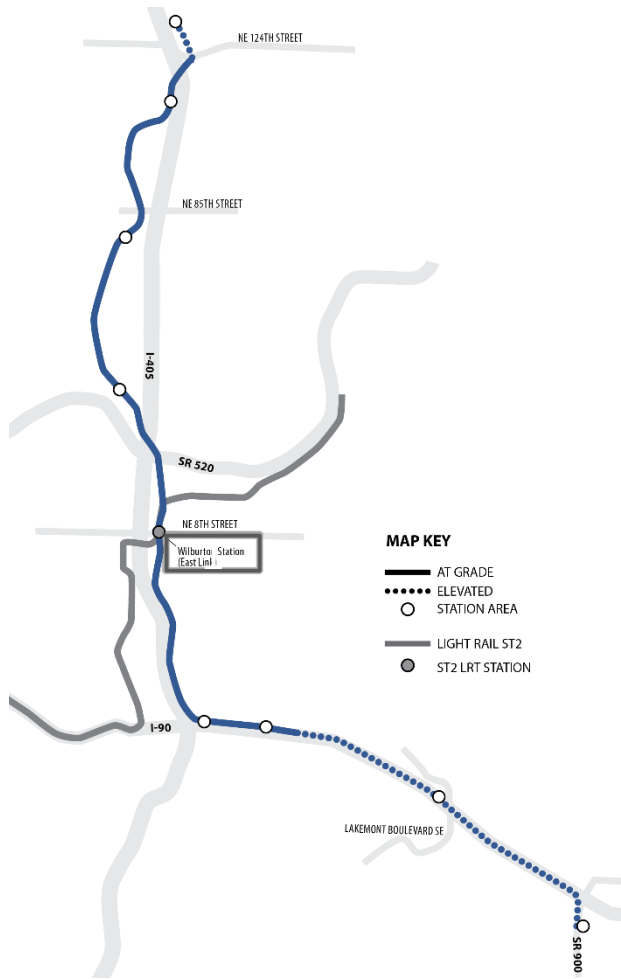 NE 124TH STREET
NE 85TH STREET
I-405
SR 520
NE 8TH STREET
Wilburton Station
(East Link)
MAP KEY
AT GRADE
ELEVATED
STATION AREA
LIGHT RAIL ST2
ST2 LRT STATION
I-90
LAKEMONT BOULEVARD SE
SR 900